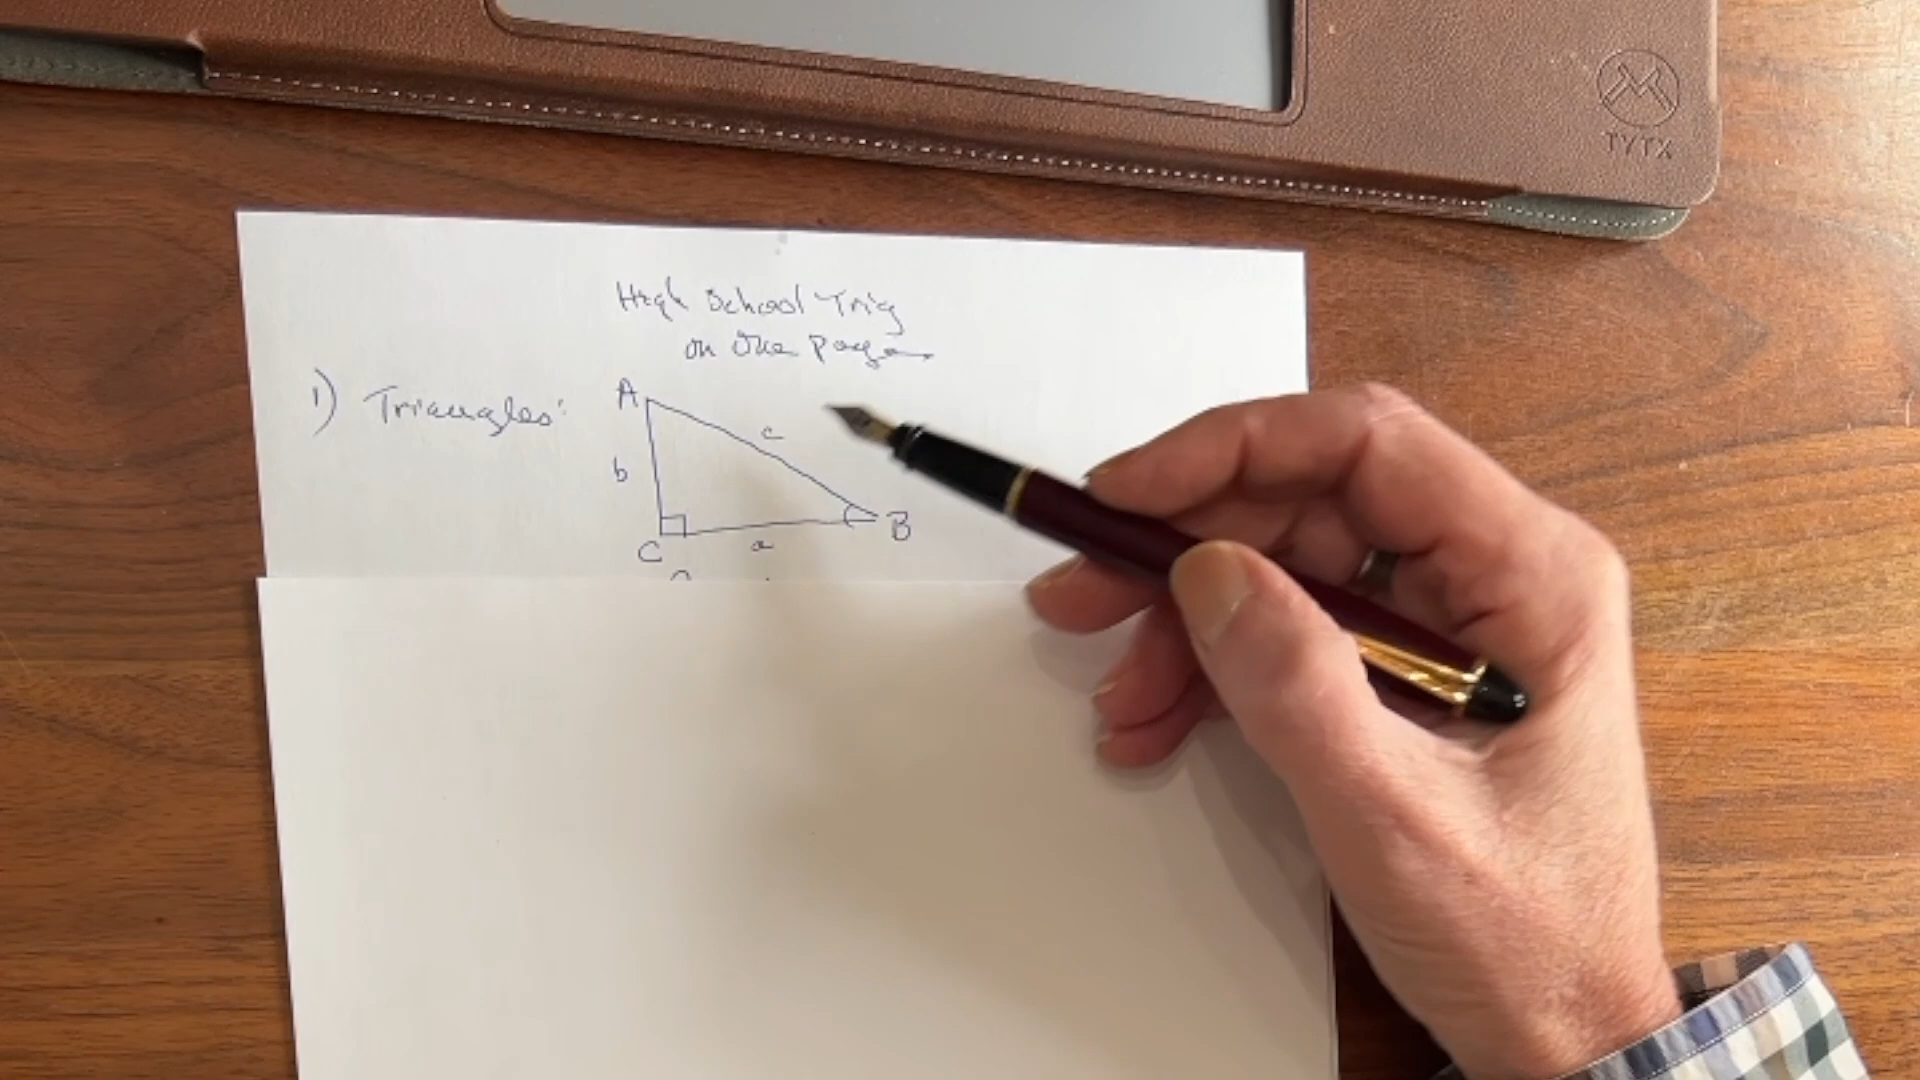 TYTX
High School Trig
on One Page
1) Triangles:
A
c
b
C
a
B